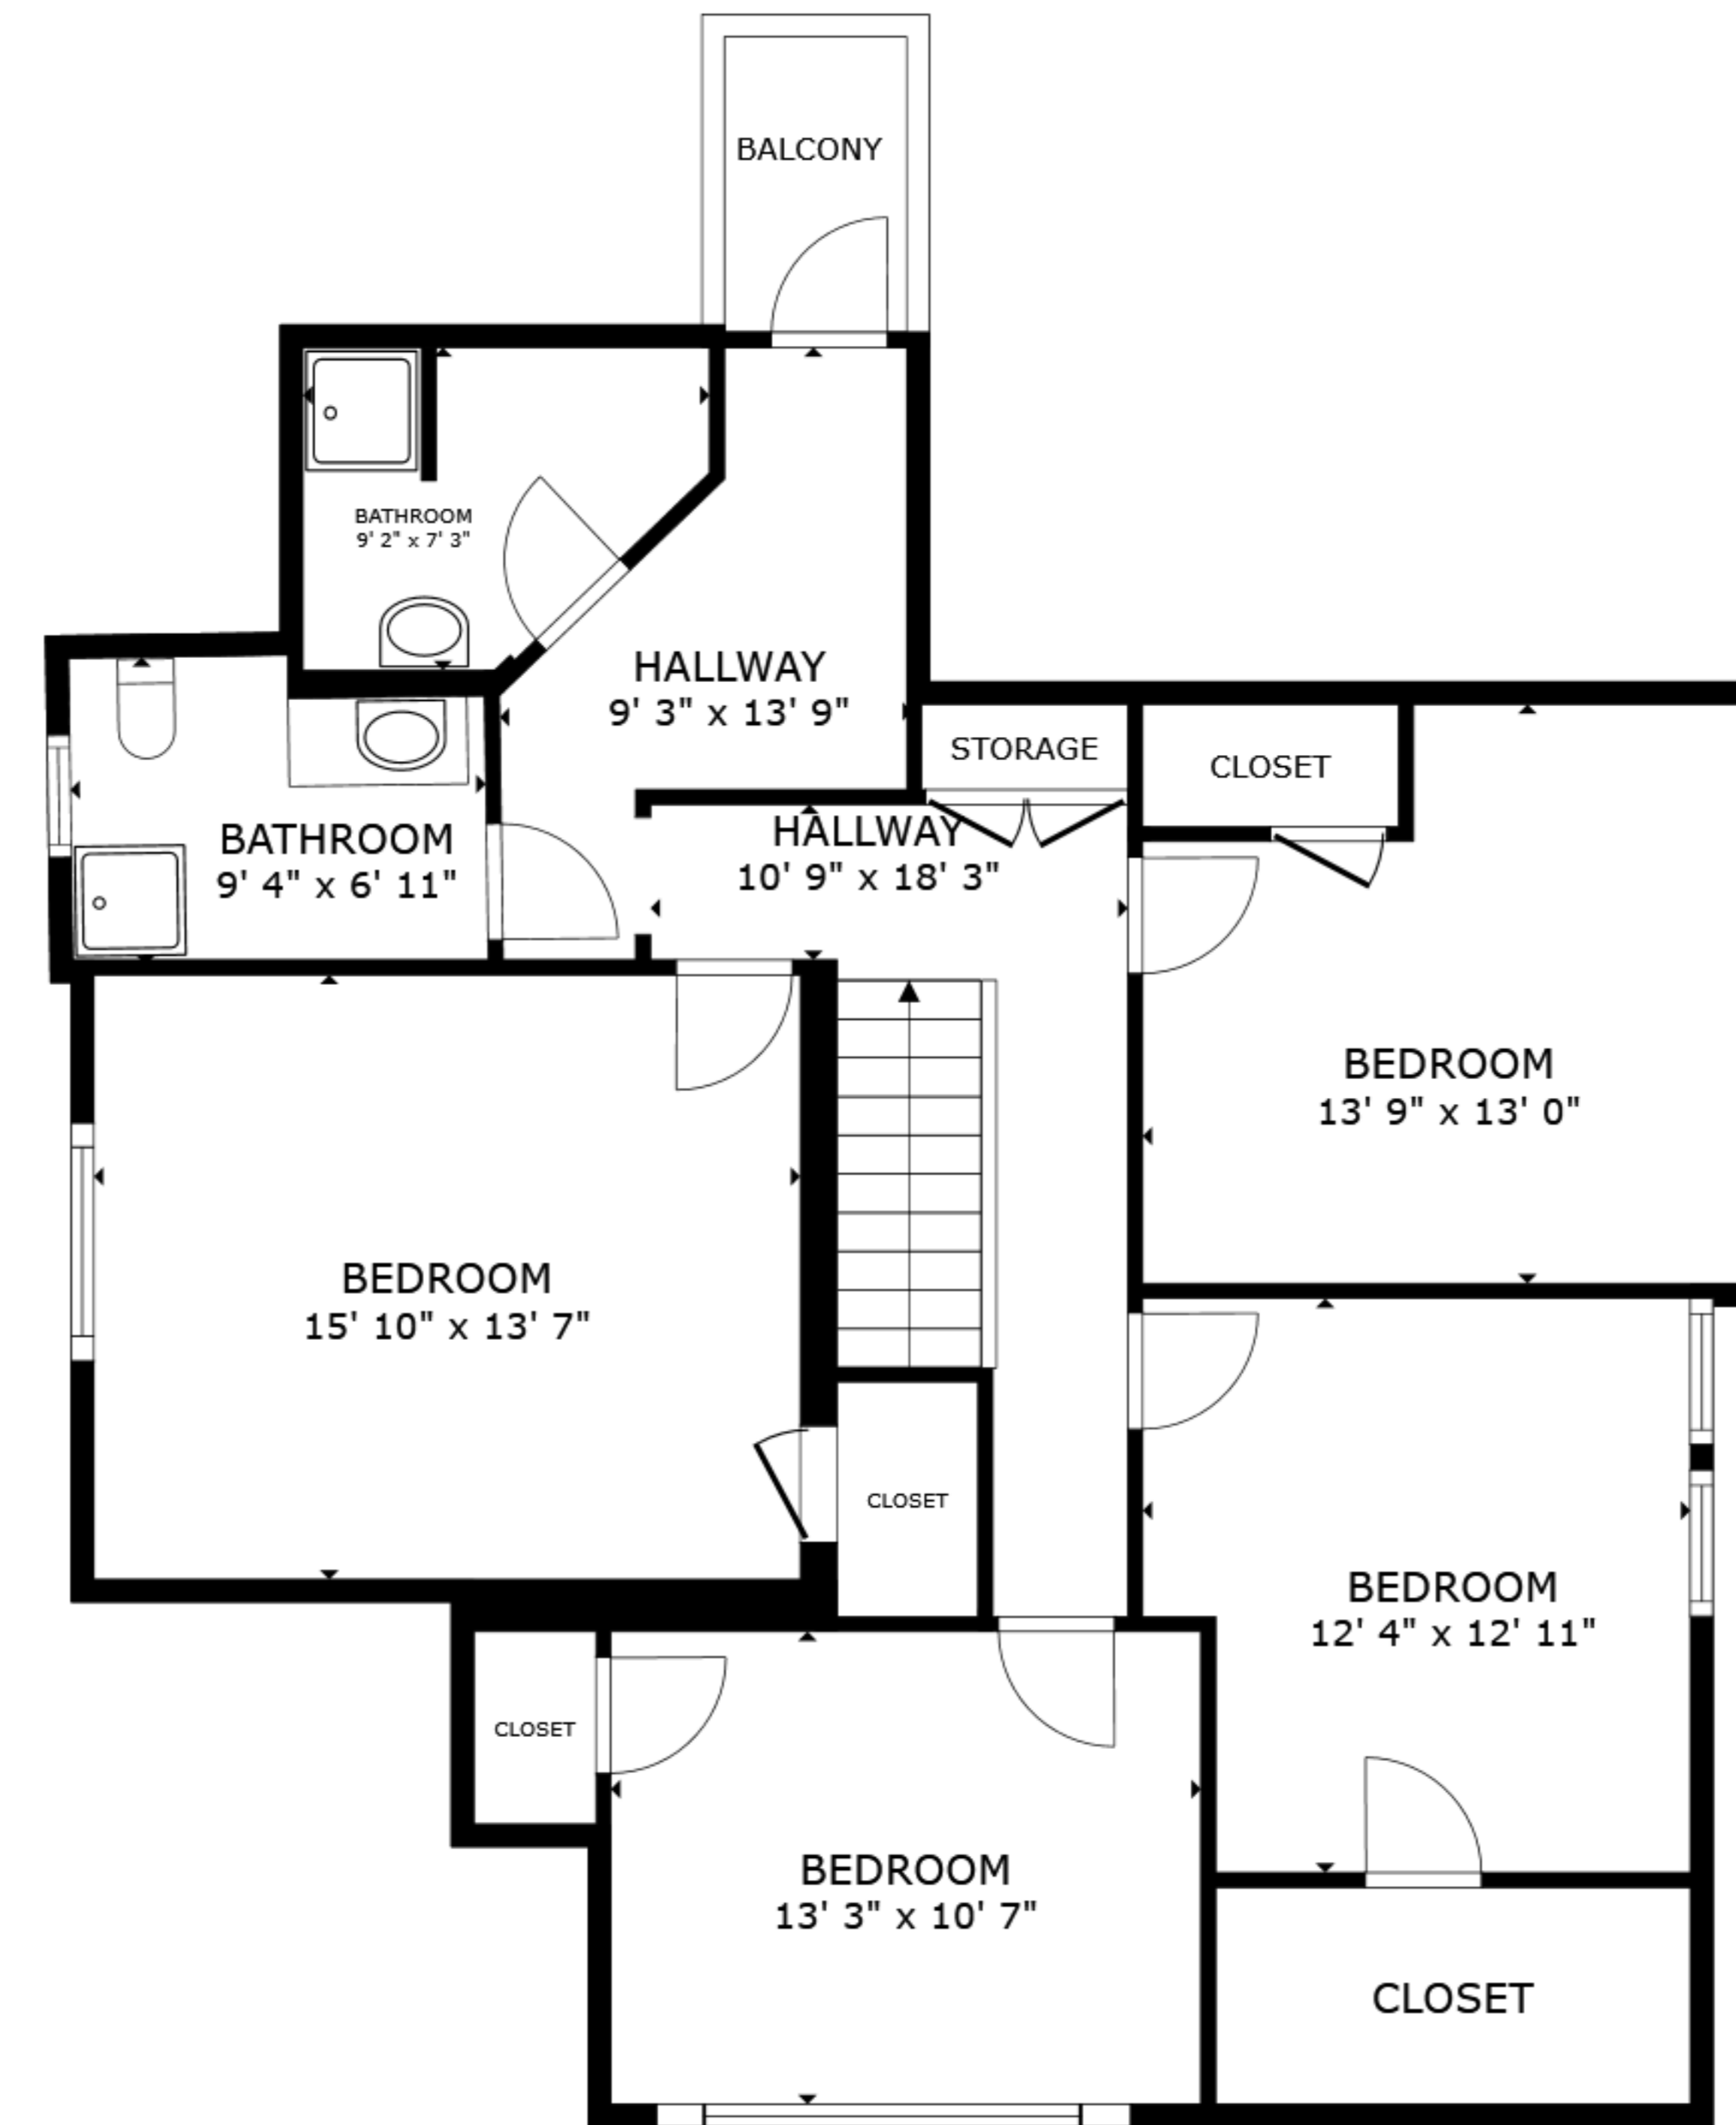 BALCONY
BATHROOM
9' 2" x 7' 3"
HALLWAY
9' 3" x 13' 9"
STORAGE
CLOSET
HALLWAY
10' 9" x 18' 3"
BATHROOM
9' 4" x 6' 11"
BEDROOM
13' 9" x 13' 0"
BEDROOM
15' 10" x 13' 7"
CLOSET
BEDROOM
12' 4" x 12' 11"
CLOSET
BEDROOM
13' 3" x 10' 7"
CLOSET